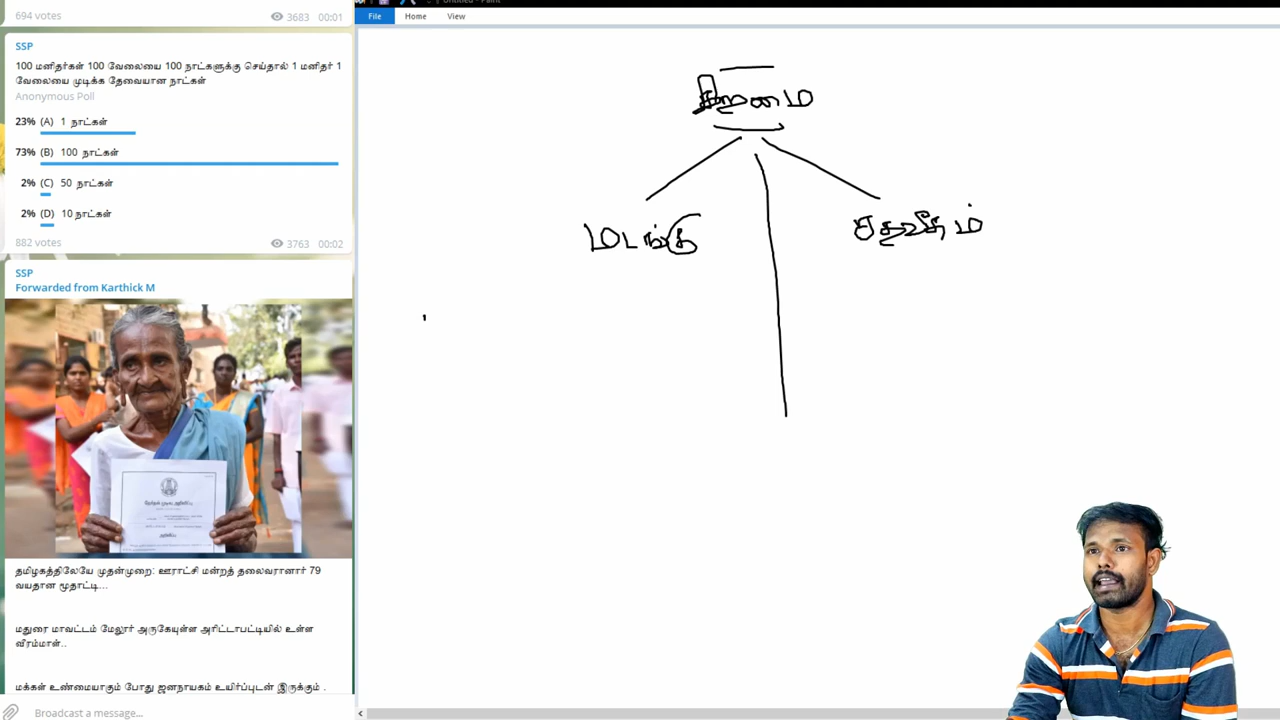 Untitled - Paint
File Home View
694 votes 3683 00:01
SSP
100 மனிதர்கள் 100 வேலையை 100 நாட்களுக்கு செய்தால் 1 மனிதர் 1
வேலையை முடிக்க தேவையான நாட்கள்
Anonymous Poll
23% (A) 1 நாட்கள்
73% (B) 100 நாட்கள்
2% (C) 50 நாட்கள்
2% (D) 10 நாட்கள்
882 votes 3763 00:02
SSP
Forwarded from Karthick M
தமிழகத்திலேயே முதன்முறை: ஊராட்சி மன்றத் தலைவரானார் 79
வயதான மூதாட்டி...
மதுரை மாவட்டம் மேலூர் அருகேயுள்ள அரிட்டாபட்டியில் உள்ள
வீரம்மாள்..
மக்கள் உண்மையாகும் போது ஜனநாயகம் உயிர்ப்புடன் இருக்கும் .
Broadcast a message...
திறமை
மடங்கு
சதவீதம்